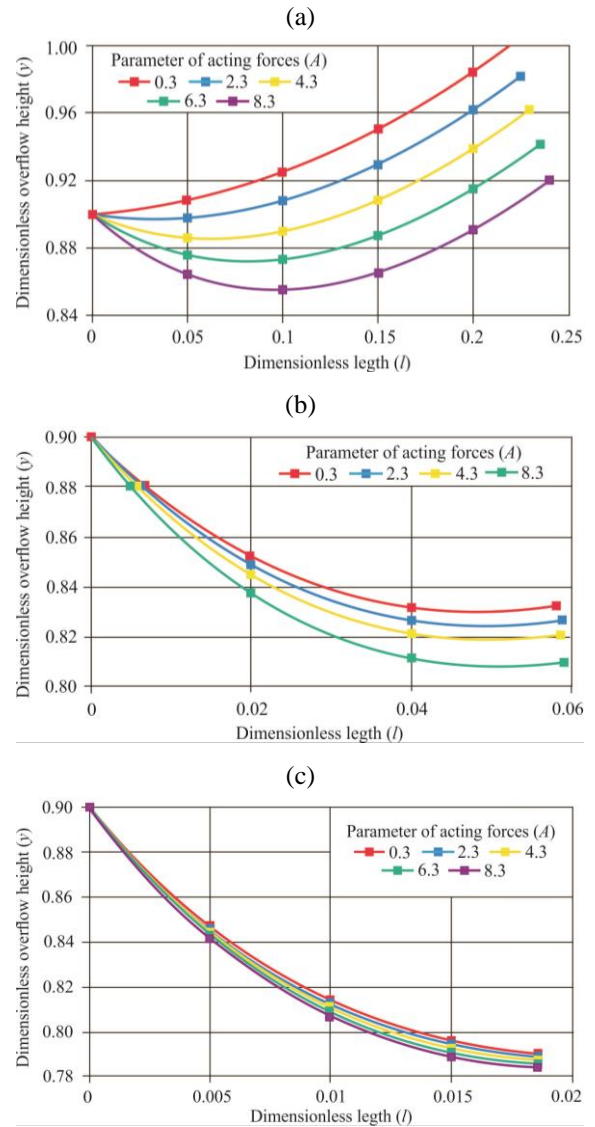 (a)
1.00
Parameter of acting forces (A)
0.3 2.3 4.3
6.3 8.3
0.96
0.92
0.88
0.84
Dimensionless overflow height (y)
0 0.05 0.1 0.15 0.2 0.25
Dimensionless legth (l)
(b)
0.90
Parameter of acting forces (A)
0.3 2.3 4.3 8.3
0.88
0.86
0.84
0.82
0.80
Dimensionless overflow height (y)
0 0.02 0.04 0.06
Dimensionless legth (l)
(c)
0.90
Parameter of acting forces (A)
0.3 2.3 4.3
6.3 8.3
0.88
0.86
0.84
0.82
0.80
0.78
Dimensionless overflow height (y)
0 0.005 0.01 0.015 0.02
Dimensionless legth (l)